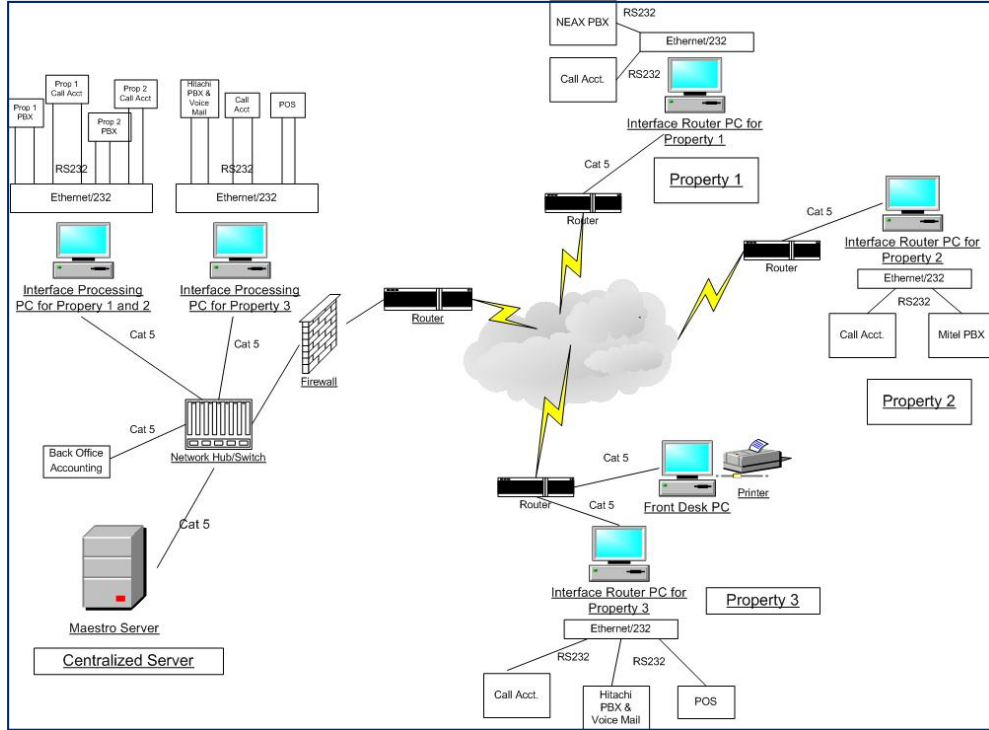 NEAX PBX
RS232
Ethernet/232
Call Acct.
RS232
Interface Router PC for
Property 1
Cat 5
Property 1
Router
Prop 1
PBX
Prop 1
Call Acct
Prop 2
PBX
Prop 2
Call Acct
RS232
Ethernet/232
Hitachi
PBX &
Voice
Mail
Call
Acct
POS
RS232
Ethernet/232
Interface Processing
PC for Propery 1 and 2
Interface Processing
PC for Property 3
Cat 5
Cat 5
Router
Firewall
Cat 5
Back Office
Accounting
Network Hub/Switch
Cat 5
Maestro Server
Centralized Server
Cat 5
Router
Interface Router PC for
Property 2
Ethernet/232
RS232
Call Acct.
Mitel PBX
Property 2
Router
Cat 5
Cat 5
Front Desk PC
Printer
Interface Router PC for
Property 3
Property 3
Ethernet/232
RS232
RS232
Call Acct.
Hitachi
PBX &
Voice Mail
POS